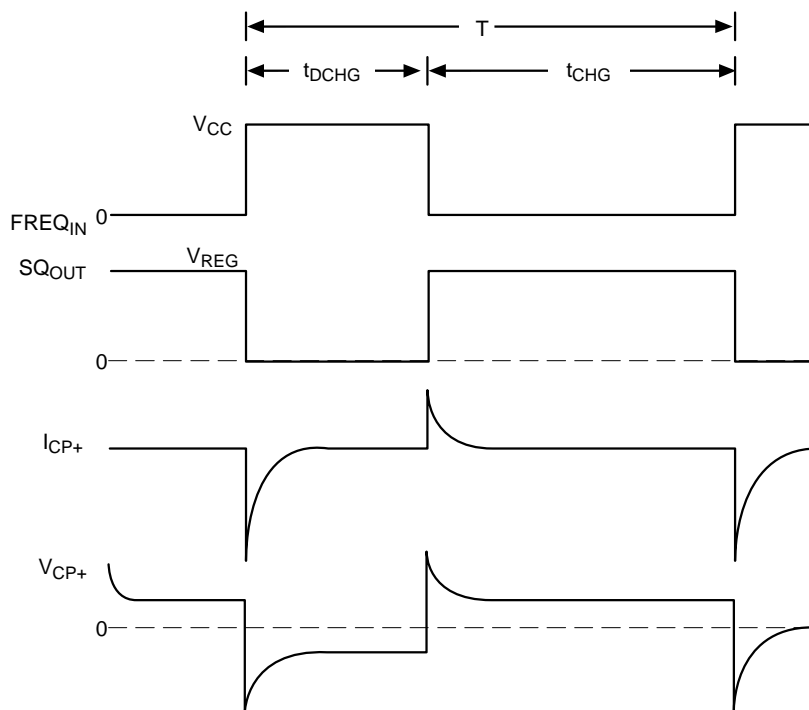 T
tDCHG
tCHG
VCC
0
FREQIN
VREG
SQOUT
0
ICP+
VCP+
0